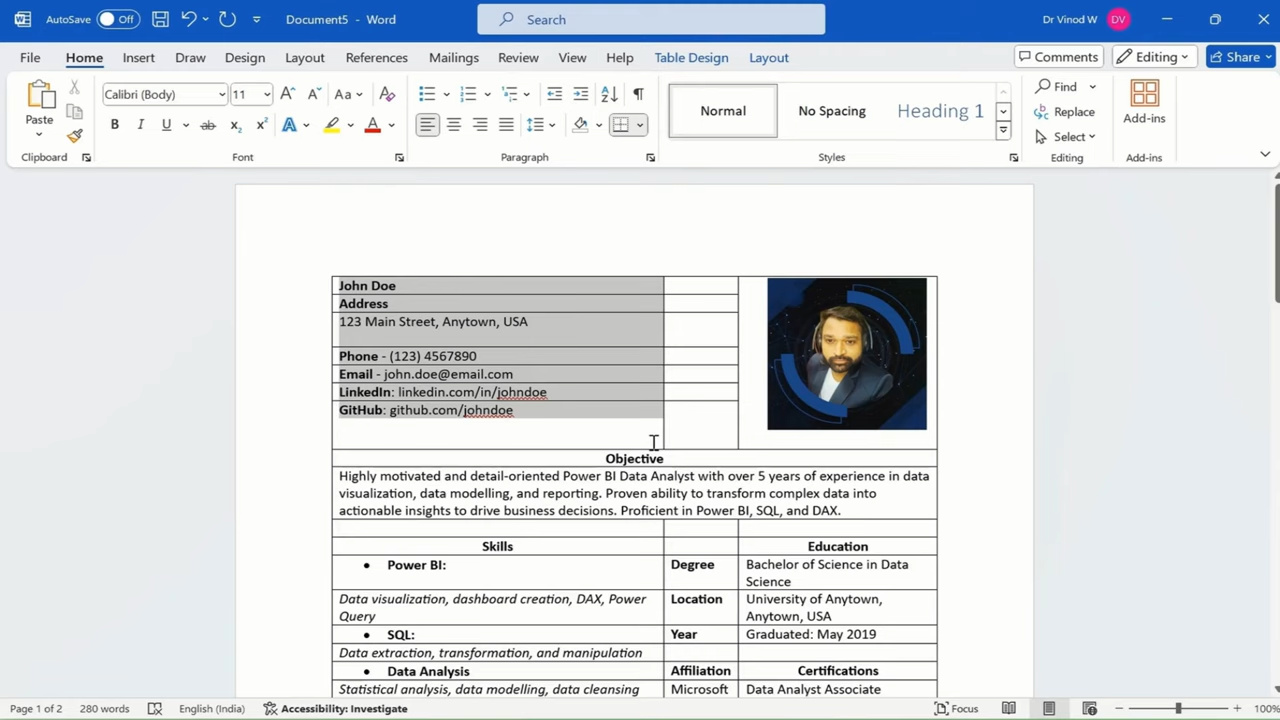 AutoSave Off Document5 - Word Search Dr Vinod W DV
File Home Insert Draw Design Layout References Mailings Review View Help Table Design Layout Comments Editing Share
Paste Calibri (Body) 11 Aa Normal No Spacing Heading 1 Find Replace Select Add-ins
Clipboard Font Paragraph Styles Editing Add-ins
John Doe
Address
123 Main Street, Anytown, USA
Phone - (123) 4567890
Email - john.doe@email.com
LinkedIn: linkedin.com/in/johndoe
GitHub: github.com/johndoe
Objective
Highly motivated and detail-oriented Power BI Data Analyst with over 5 years of experience in data
visualization, data modelling, and reporting. Proven ability to transform complex data into
actionable insights to drive business decisions. Proficient in Power BI, SQL, and DAX.
Skills Education
• Power BI: Degree Bachelor of Science in Data
Science
Data visualization, dashboard creation, DAX, Power Location University of Anytown,
Query Anytown, USA
• SQL: Year Graduated: May 2019
Data extraction, transformation, and manipulation
• Data Analysis Affiliation Certifications
Statistical analysis, data modelling, data cleansing Microsoft Data Analyst Associate
Page 1 of 2 280 words English (India) Accessibility: Investigate Focus 100%